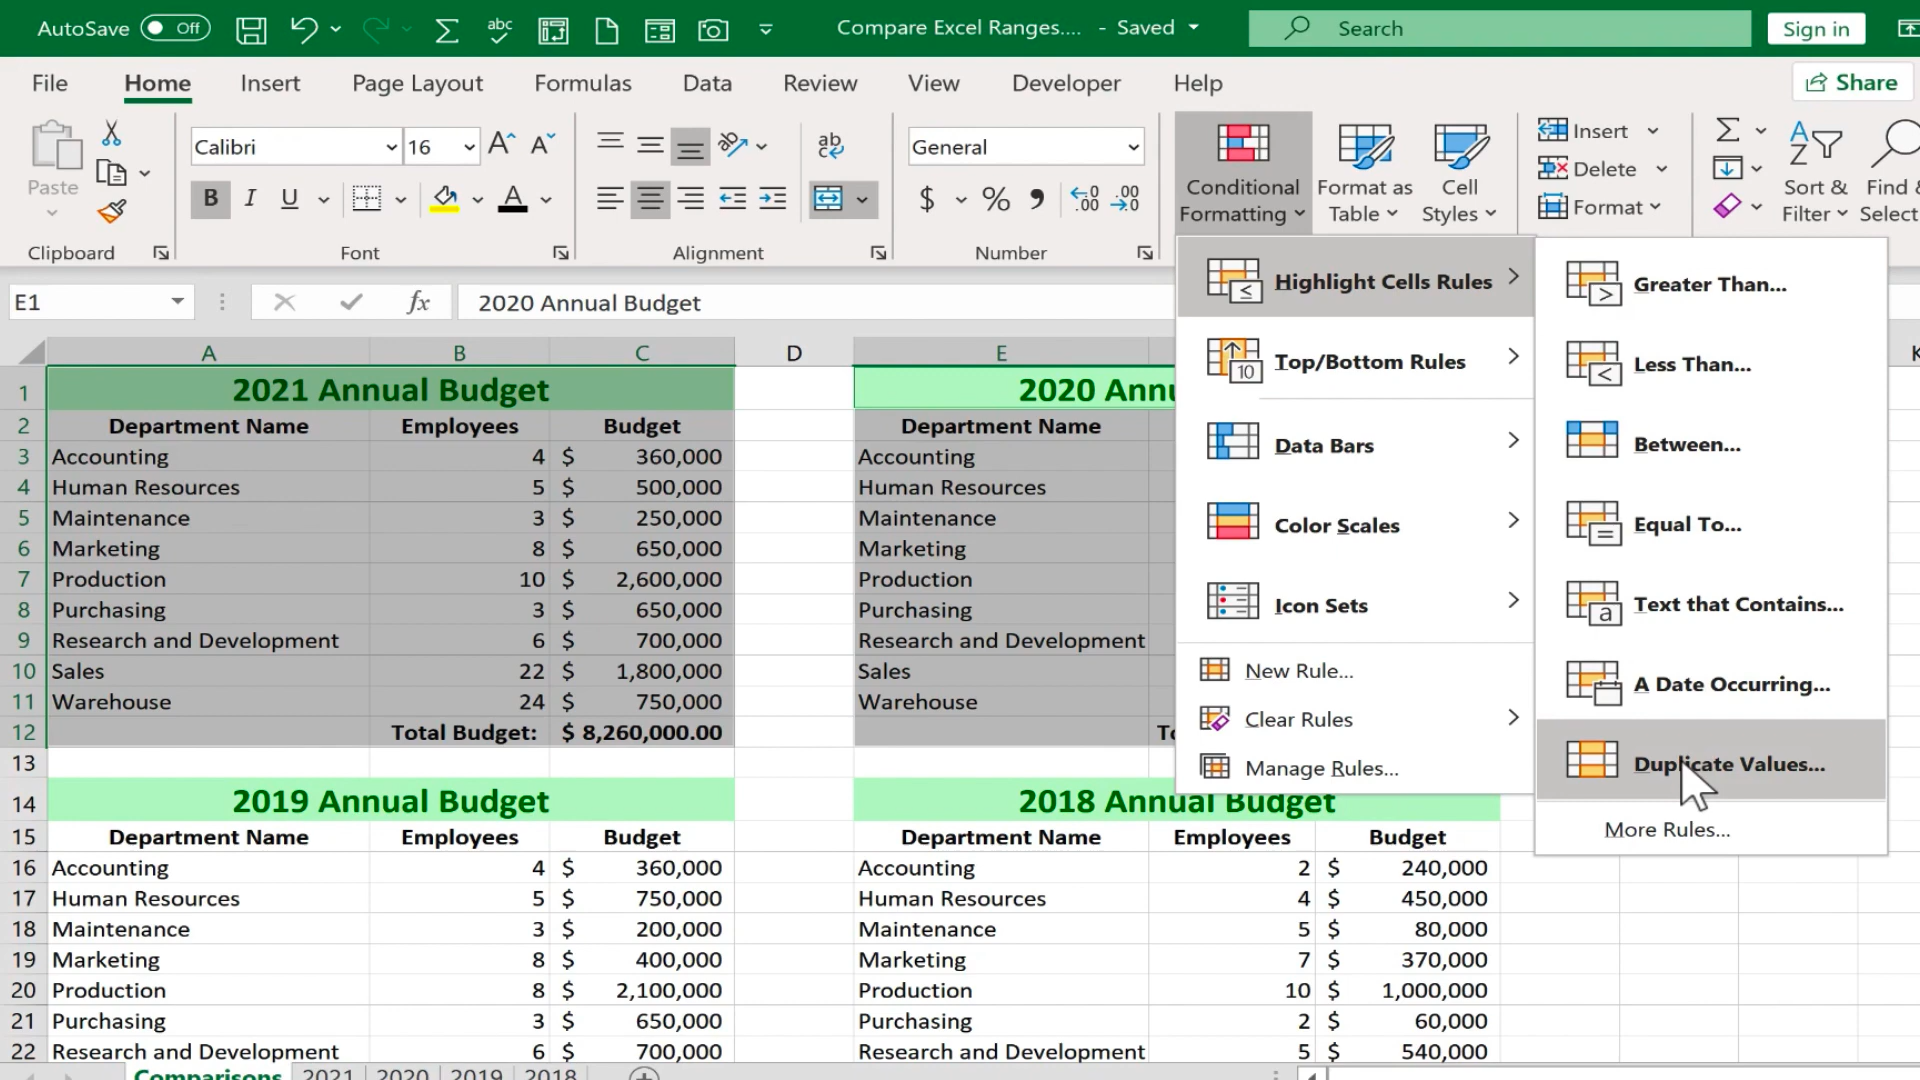 AutoSave Off abc Compare Excel Ranges.... - Saved Search Sign in
File Home Insert Page Layout Formulas Data Review View Developer Help Share
Paste Calibri 16 General Conditional Formatting Format as Table Cell Styles Insert Delete Format Sort & Filter Find & Select
Clipboard Font Alignment Number
E1 fx 2020 Annual Budget
A B C D E
1 2021 Annual Budget 2020 Annu
2 Department Name Employees Budget Department Name
3 Accounting 4 $ 360,000 Accounting
4 Human Resources 5 $ 500,000 Human Resources
5 Maintenance 3 $ 250,000 Maintenance
6 Marketing 8 $ 650,000 Marketing
7 Production 10 $ 2,600,000 Production
8 Purchasing 3 $ 650,000 Purchasing
9 Research and Development 6 $ 700,000 Research and Development
10 Sales 22 $ 1,800,000 Sales
11 Warehouse 24 $ 750,000 Warehouse
12 Total Budget: $ 8,260,000.00 To
13
14 2019 Annual Budget 2018 Annual Budget
15 Department Name Employees Budget Department Name Employees Budget
16 Accounting 4 $ 360,000 Accounting 2 $ 240,000
17 Human Resources 5 $ 750,000 Human Resources 4 $ 450,000
18 Maintenance 3 $ 200,000 Maintenance 5 $ 80,000
19 Marketing 8 $ 400,000 Marketing 7 $ 370,000
20 Production 8 $ 2,100,000 Production 10 $ 1,000,000
21 Purchasing 3 $ 650,000 Purchasing 2 $ 60,000
22 Research and Development 6 $ 700,000 Research and Development 5 $ 540,000
Comparisons 2021 2020 2019 2018
Highlight Cells Rules
Top/Bottom Rules
Data Bars
Color Scales
Icon Sets
New Rule...
Clear Rules
Manage Rules...
Greater Than...
Less Than...
Between...
Equal To...
Text that Contains...
A Date Occurring...
Duplicate Values...
More Rules...